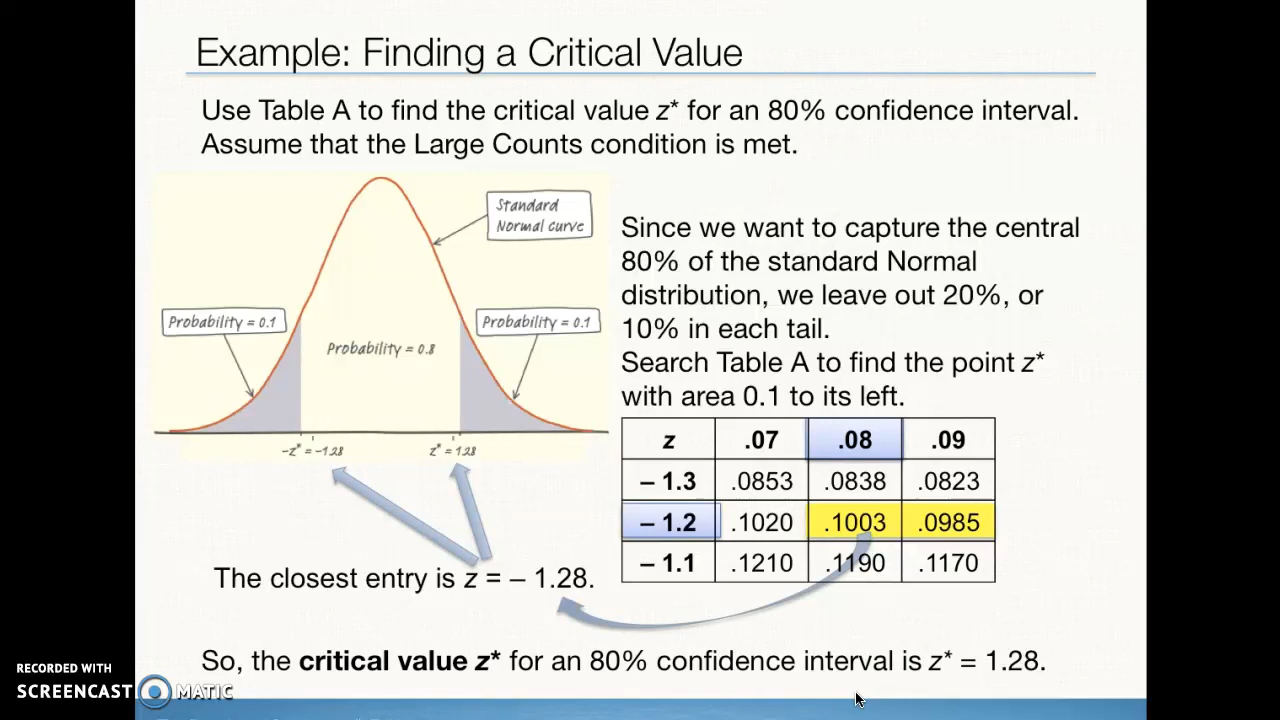 Example: Finding a Critical Value
Use Table A to find the critical value z* for an 80% confidence interval.
Assume that the Large Counts condition is met.
Standard
Normal curve
Probability = 0.1
Probability = 0.8
Probability = 0.1
-z* = -1.28
z* = 1.28
Since we want to capture the central
80% of the standard Normal
distribution, we leave out 20%, or
10% in each tail.
Search Table A to find the point z*
with area 0.1 to its left.
z .07 .08 .09
– 1.3 .0853 .0838 .0823
– 1.2 .1020 .1003 .0985
– 1.1 .1210 .1190 .1170
The closest entry is z = – 1.28.
So, the critical value z* for an 80% confidence interval is z* = 1.28.
RECORDED WITH
SCREENCAST MATIC